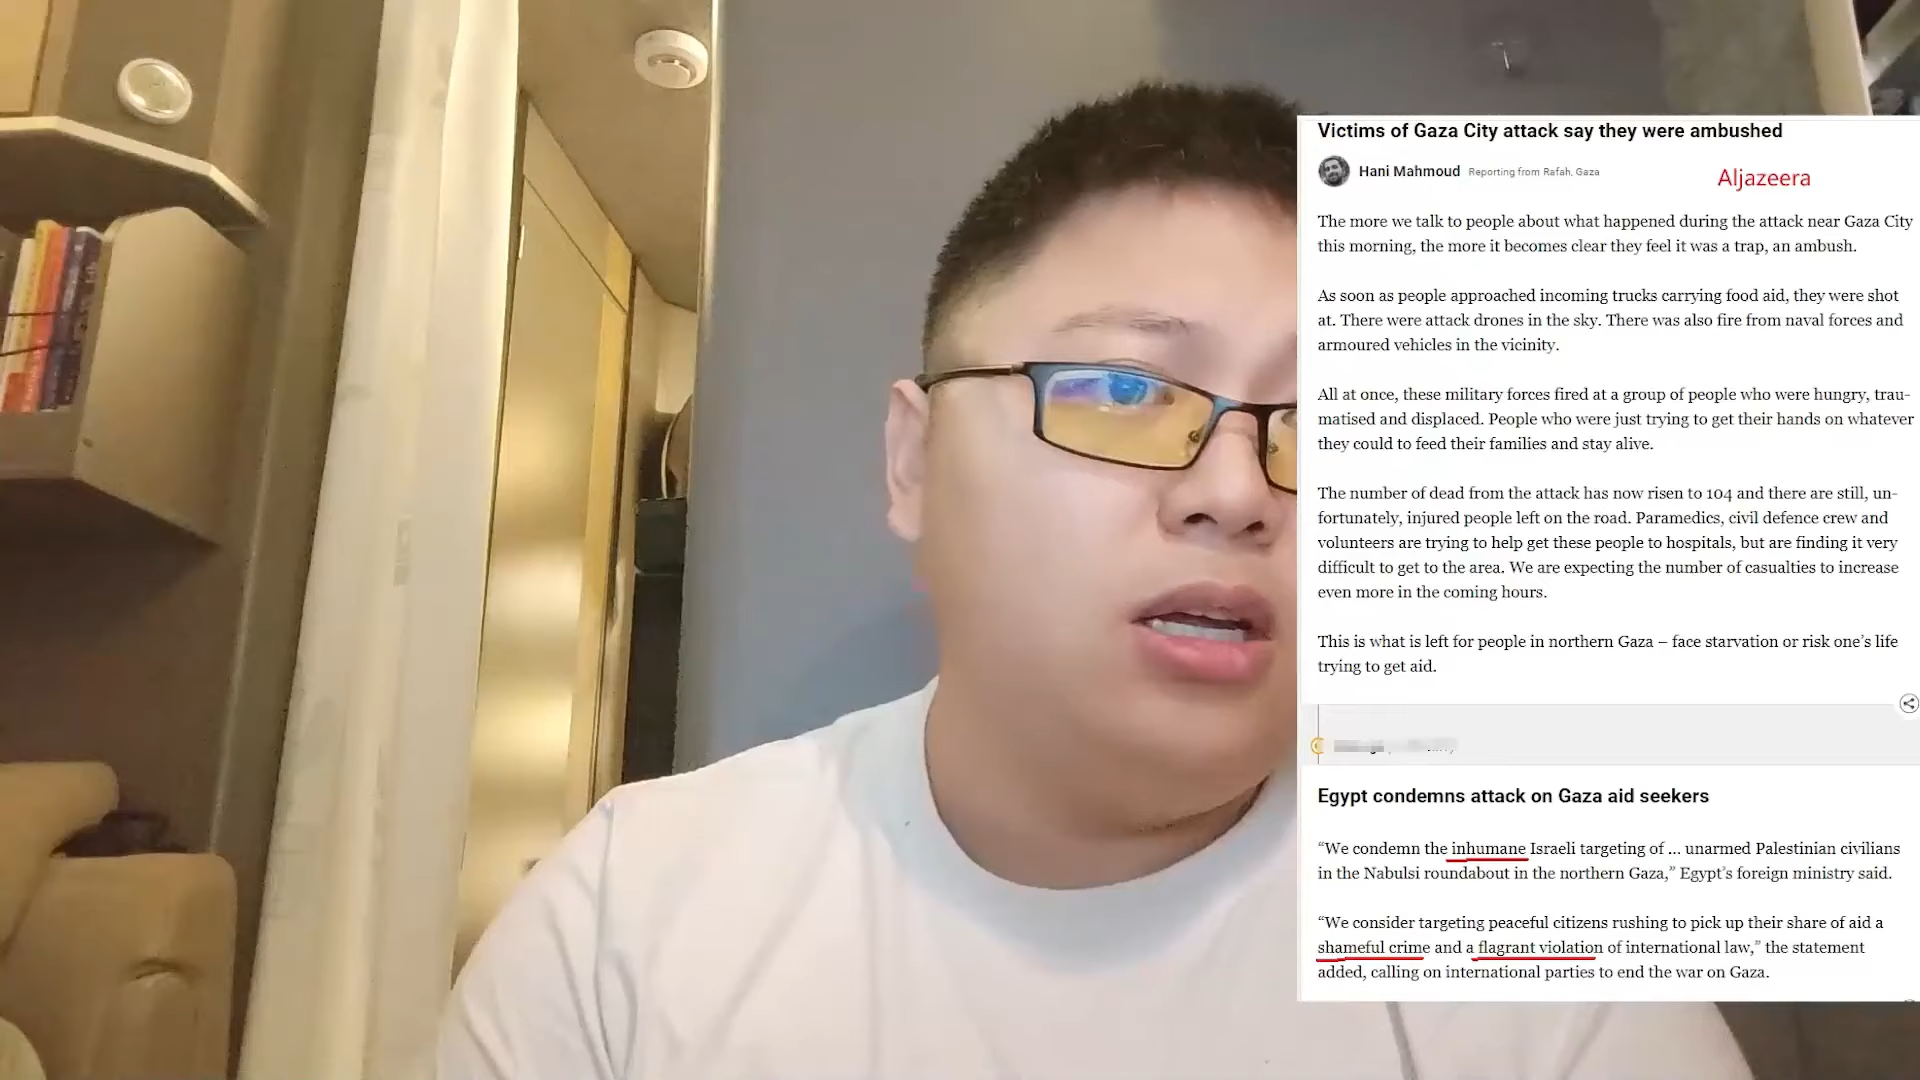 Victims of Gaza City attack say they were ambushed
Hani Mahmoud Reporting from Rafah, Gaza
Aljazeera
The more we talk to people about what happened during the attack near Gaza City
this morning, the more it becomes clear they feel it was a trap, an ambush.
As soon as people approached incoming trucks carrying food aid, they were shot
at. There were attack drones in the sky. There was also fire from naval forces and
armoured vehicles in the vicinity.
All at once, these military forces fired at a group of people who were hungry, trau-
matised and displaced. People who were just trying to get their hands on whatever
they could to feed their families and stay alive.
The number of dead from the attack has now risen to 104 and there are still, un-
fortunately, injured people left on the road. Paramedics, civil defence crew and
volunteers are trying to help get these people to hospitals, but are finding it very
difficult to get to the area. We are expecting the number of casualties to increase
even more in the coming hours.
This is what is left for people in northern Gaza – face starvation or risk one’s life
trying to get aid.
Egypt condemns attack on Gaza aid seekers
“We condemn the inhumane Israeli targeting of ... unarmed Palestinian civilians
in the Nabulsi roundabout in the northern Gaza,” Egypt’s foreign ministry said.
“We consider targeting peaceful citizens rushing to pick up their share of aid a
shameful crime and a flagrant violation of international law,” the statement
added, calling on international parties to end the war on Gaza.